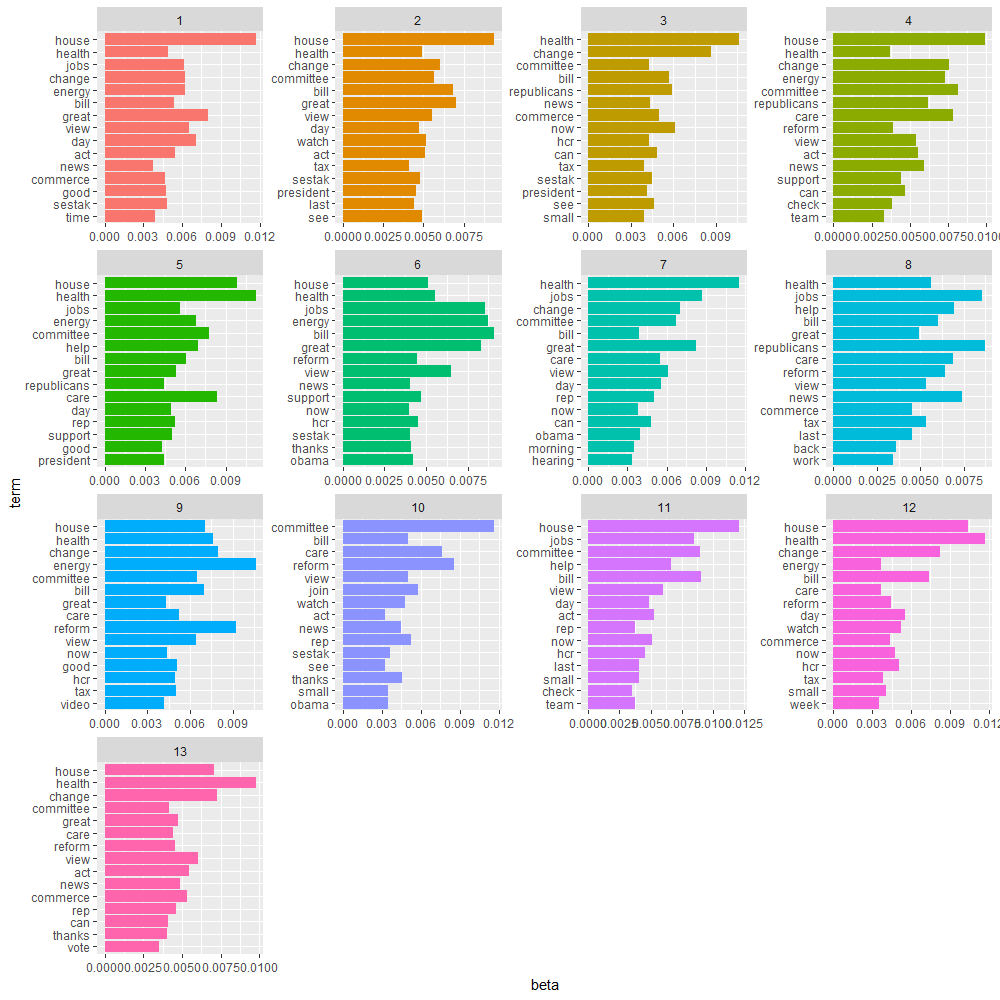 1
house
health
jobs
change
energy
bill
great
view
day
act
news
commerce
good
sestak
time
0.000 0.003 0.006 0.009 0.012
2
house
health
change
committee
bill
great
view
day
watch
act
tax
sestak
president
last
see
0.0000 0.0025 0.0050 0.0075
3
health
change
committee
bill
republicans
news
commerce
now
hcr
can
tax
sestak
president
see
small
0.000 0.003 0.006 0.009
4
house
health
change
energy
committee
republicans
care
reform
view
act
news
support
can
check
team
0.0000 0.0025 0.0050 0.0075 0.0100
5
house
health
jobs
energy
committee
help
bill
great
republicans
care
day
rep
support
good
president
0.000 0.003 0.006 0.009
6
house
health
jobs
energy
bill
great
reform
view
news
support
now
hcr
sestak
thanks
obama
0.0000 0.0025 0.0050 0.0075
7
health
jobs
change
committee
bill
great
care
view
day
rep
now
can
obama
morning
hearing
0.000 0.003 0.006 0.009 0.012
8
health
jobs
help
bill
great
republicans
care
reform
view
news
commerce
tax
last
back
work
0.0000 0.0025 0.0050 0.0075
term
9
house
health
change
energy
committee
bill
great
care
reform
view
now
good
hcr
tax
video
0.000 0.003 0.006 0.009
10
committee
bill
care
reform
view
join
watch
act
news
rep
sestak
see
thanks
small
obama
0.000 0.003 0.006 0.009 0.012
11
house
jobs
committee
help
bill
view
day
act
rep
now
hcr
last
small
check
team
0.0000 0.0025 0.0050 0.0075 0.0100 0.0125
12
house
health
change
energy
bill
care
reform
day
watch
commerce
now
hcr
tax
small
week
0.000 0.003 0.006 0.009 0.012
13
house
health
change
committee
great
care
reform
view
act
news
commerce
rep
can
thanks
vote
0.0000 0.0025 0.0050 0.0075 0.0100
beta